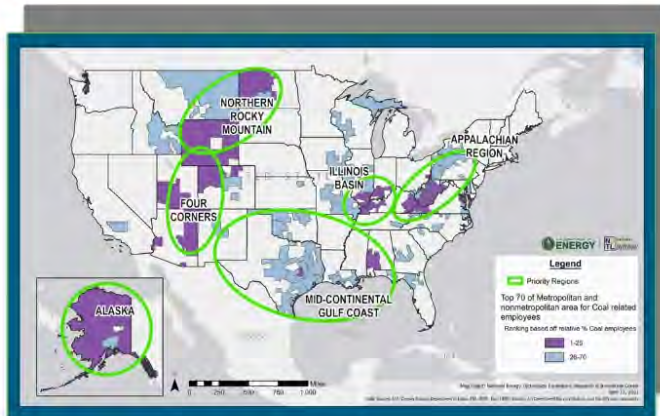 NORTHERN
ROCKY
MOUNTAIN
APPALACHIAN
REGION
ILLINOIS
BASIN
FOUR
CORNERS
MID-CONTINENTAL
GULF COAST
ALASKA
ENERGY
Legend
Priority Regions
Top 70 of Metropolitan and
nonmetropolitan area for Coal related
employees
Ranking based off relative % Coal employees
1-25
26-70
Miles
0 250 500 750 1,000